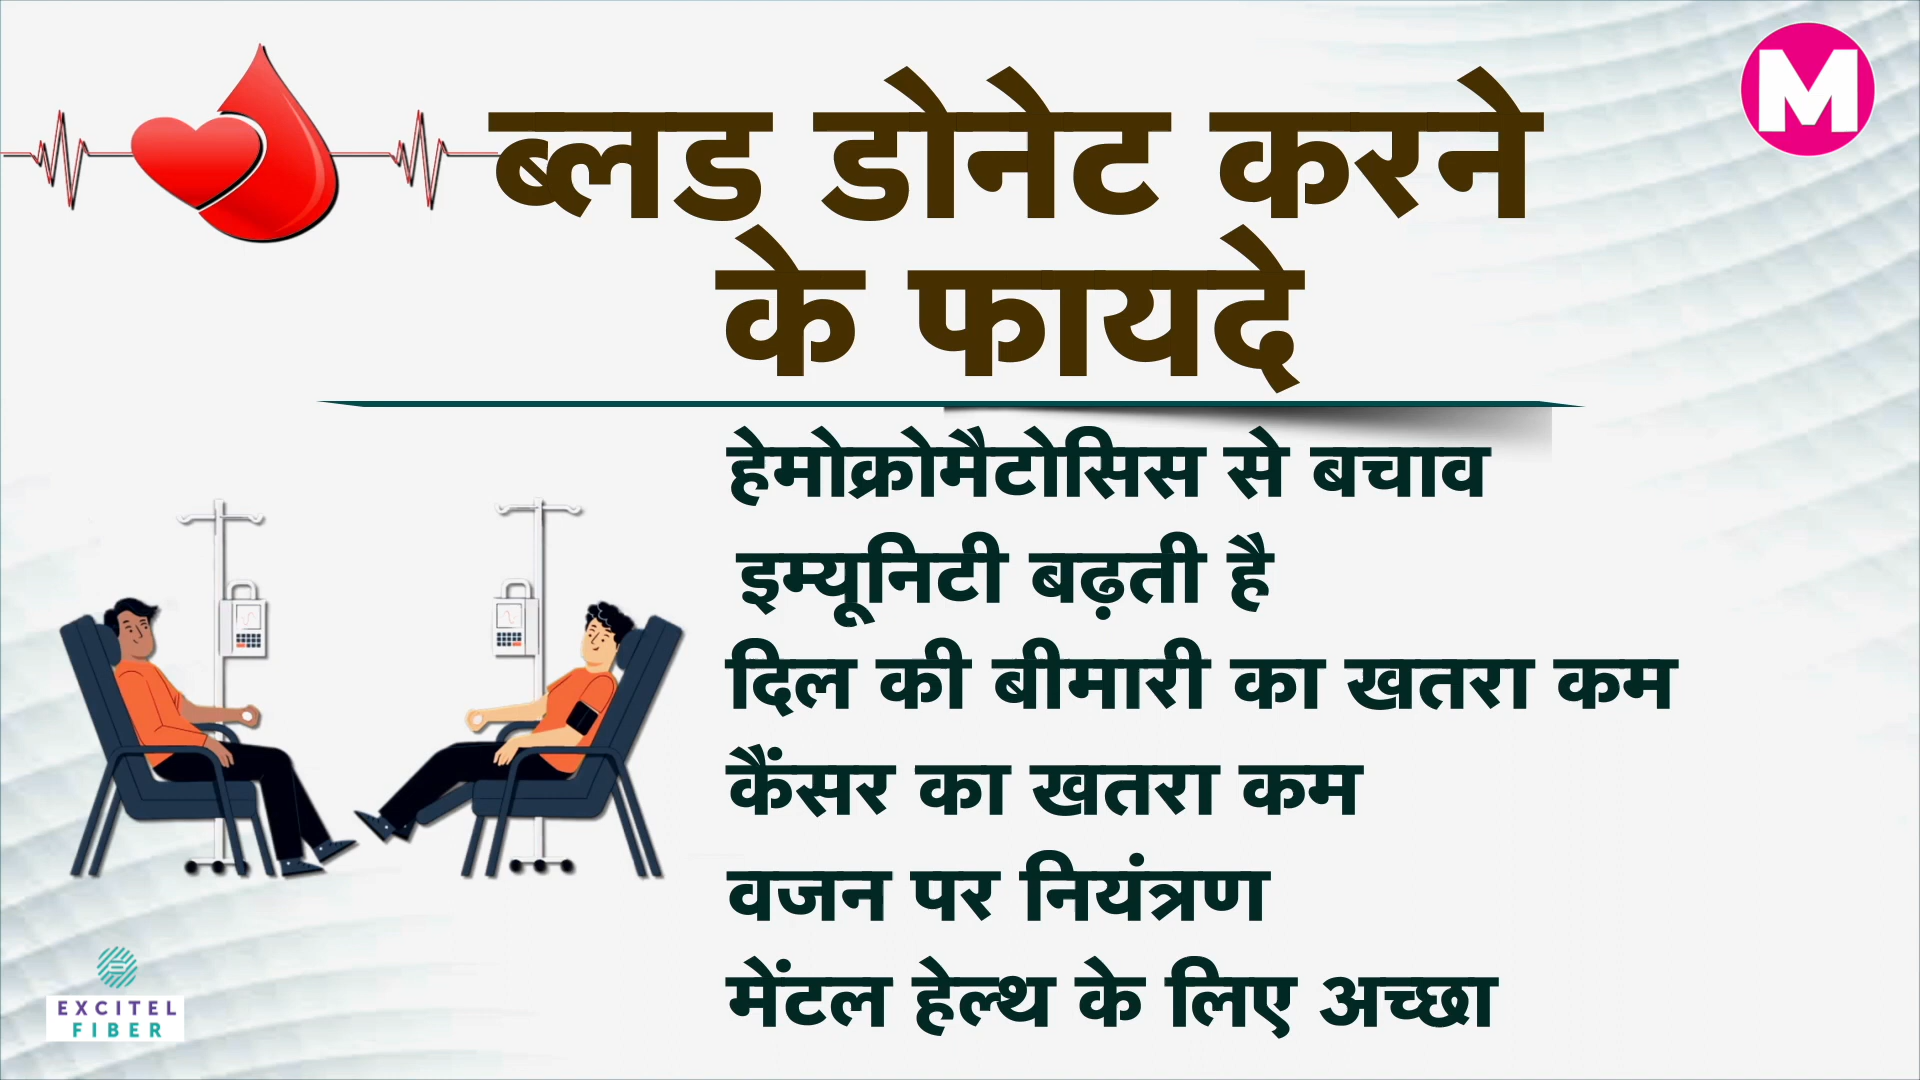 M
ब्लड डोनेट करने
के फायदे
हेमोक्रोमैटोसिस से बचाव
इम्यूनिटी बढ़ती है
दिल की बीमारी का खतरा कम
कैंसर का खतरा कम
वजन पर नियंत्रण
मेंटल हेल्थ के लिए अच्छा
EXCITEL
FIBER